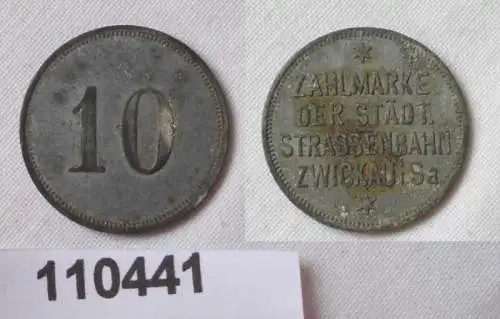 10
ZAHLMARKE
DER STÄDT.
STRASSENBAHN
ZWICKAU i. Sa
110441